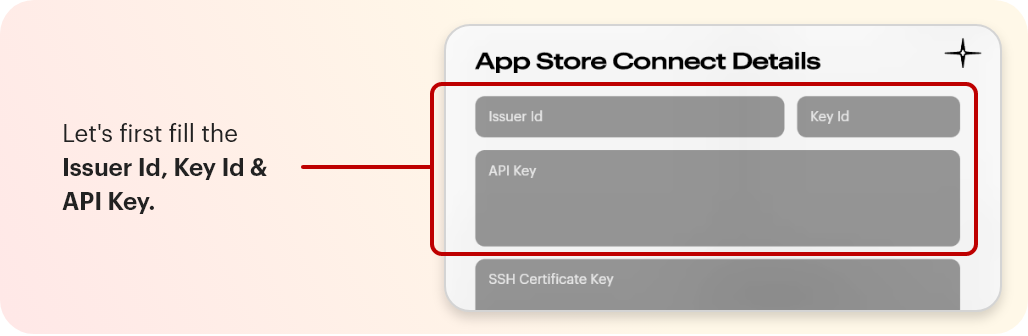 Let's first fill the
Issuer Id, Key Id &
API Key.
App Store Connect Details
Issuer Id
Key Id
API Key
SSH Certificate Key